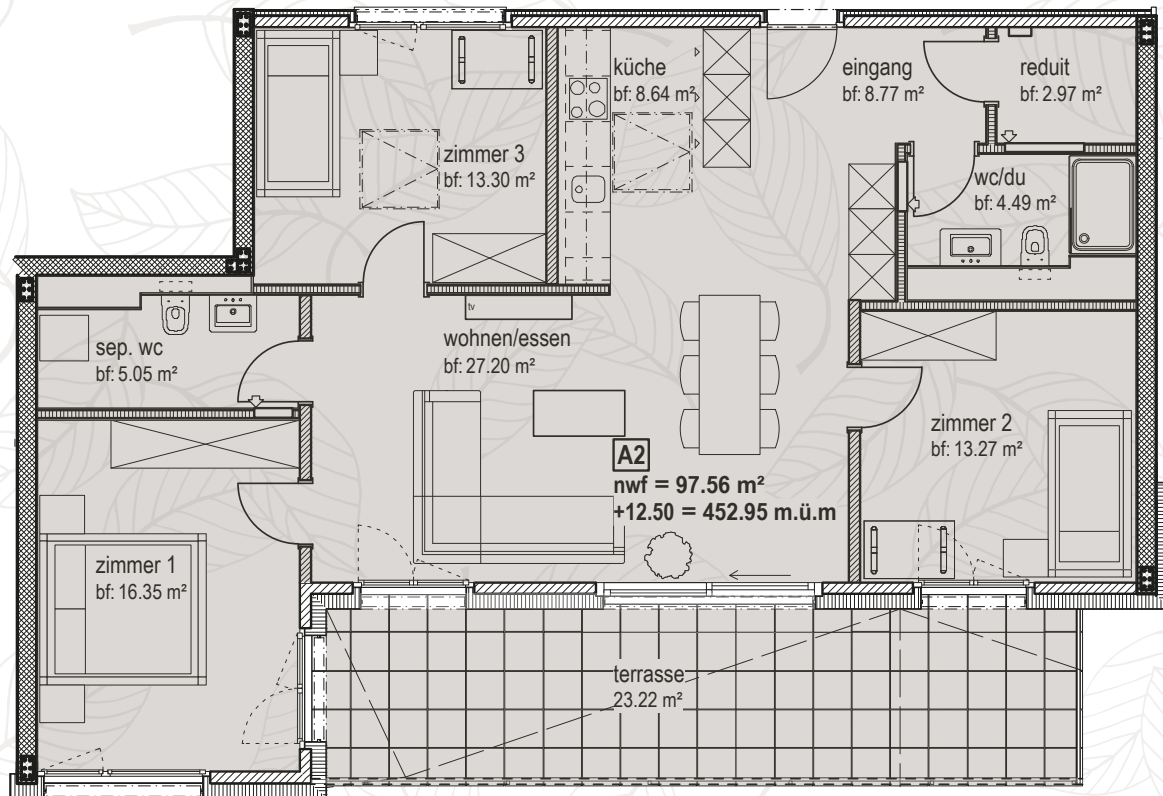 küche
bf: 8.64 m²
eingang
bf: 8.77 m²
reduit
bf: 2.97 m²
zimmer 3
bf: 13.30 m²
wc/du
bf: 4.49 m²
tv
wohnen/essen
bf: 27.20 m²
sep. wc
bf: 5.05 m²
zimmer 2
bf: 13.27 m²
A2
nwf = 97.56 m²
+12.50 = 452.95 m.ü.m
zimmer 1
bf: 16.35 m²
terrasse
23.22 m²